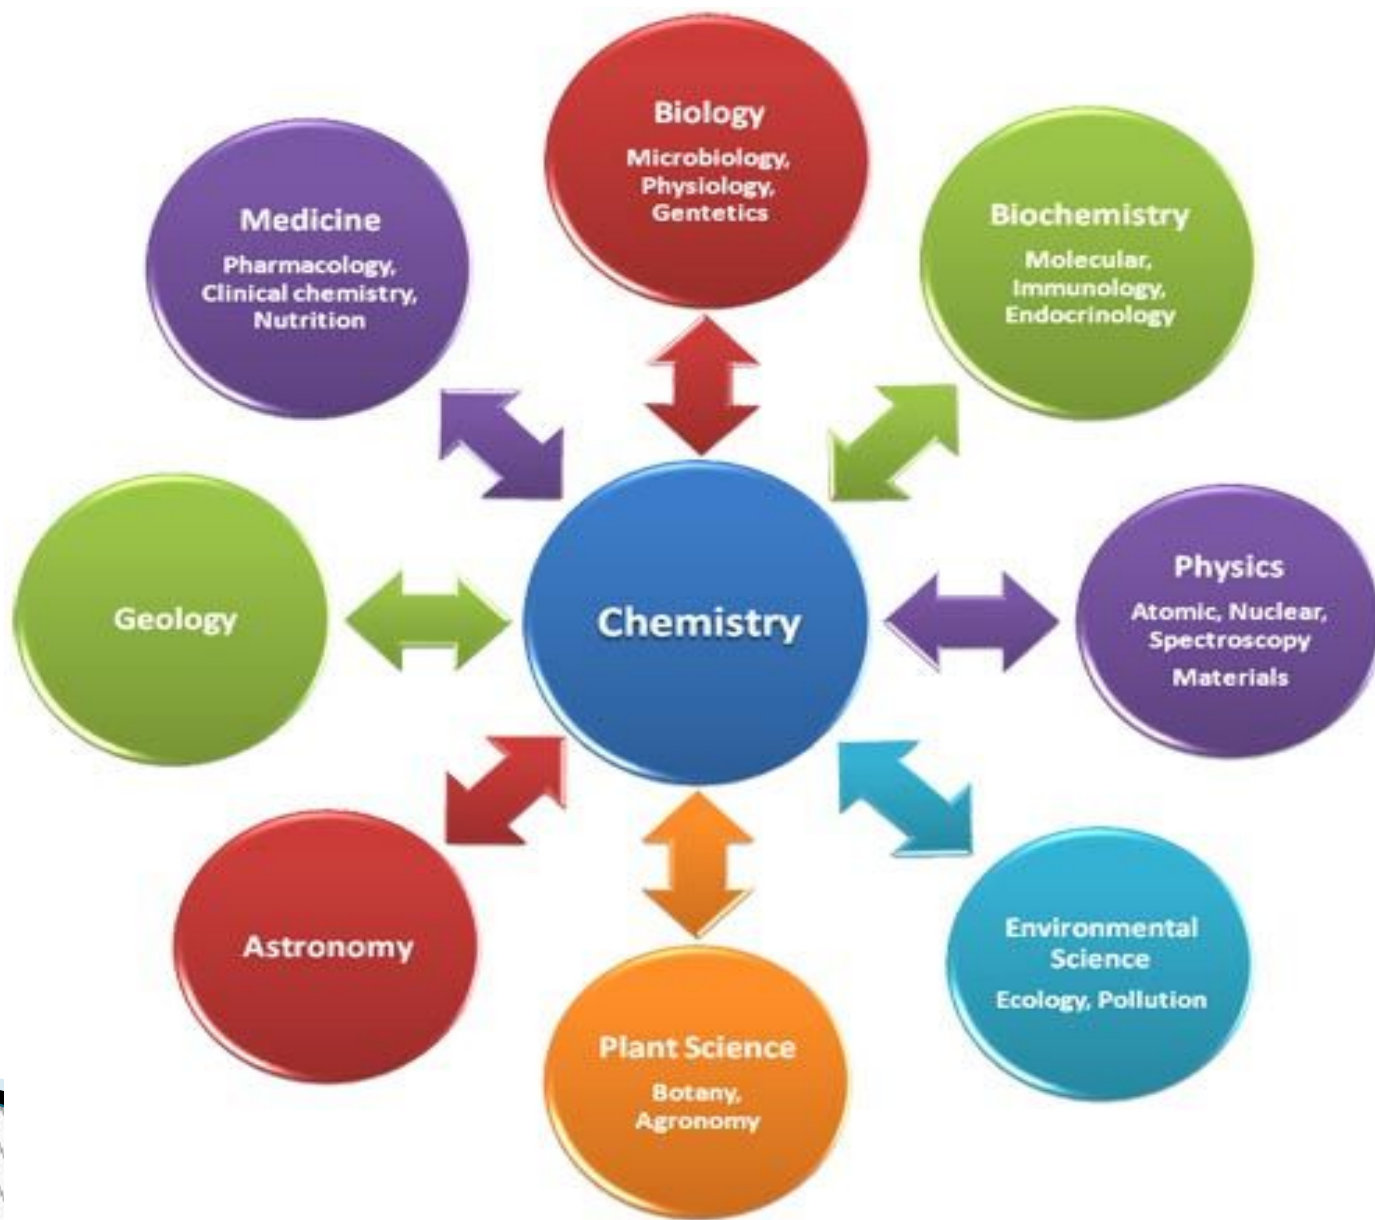 Biology
Microbiology,
Physiology,
Gentetics
Medicine
Pharmacology,
Clinical chemistry,
Nutrition
Biochemistry
Molecular,
Immunology,
Endocrinology
Geology
Chemistry
Physics
Atomic, Nuclear,
Spectroscopy
Materials
Astronomy
Environmental
Science
Ecology, Pollution
Plant Science
Botany,
Agronomy